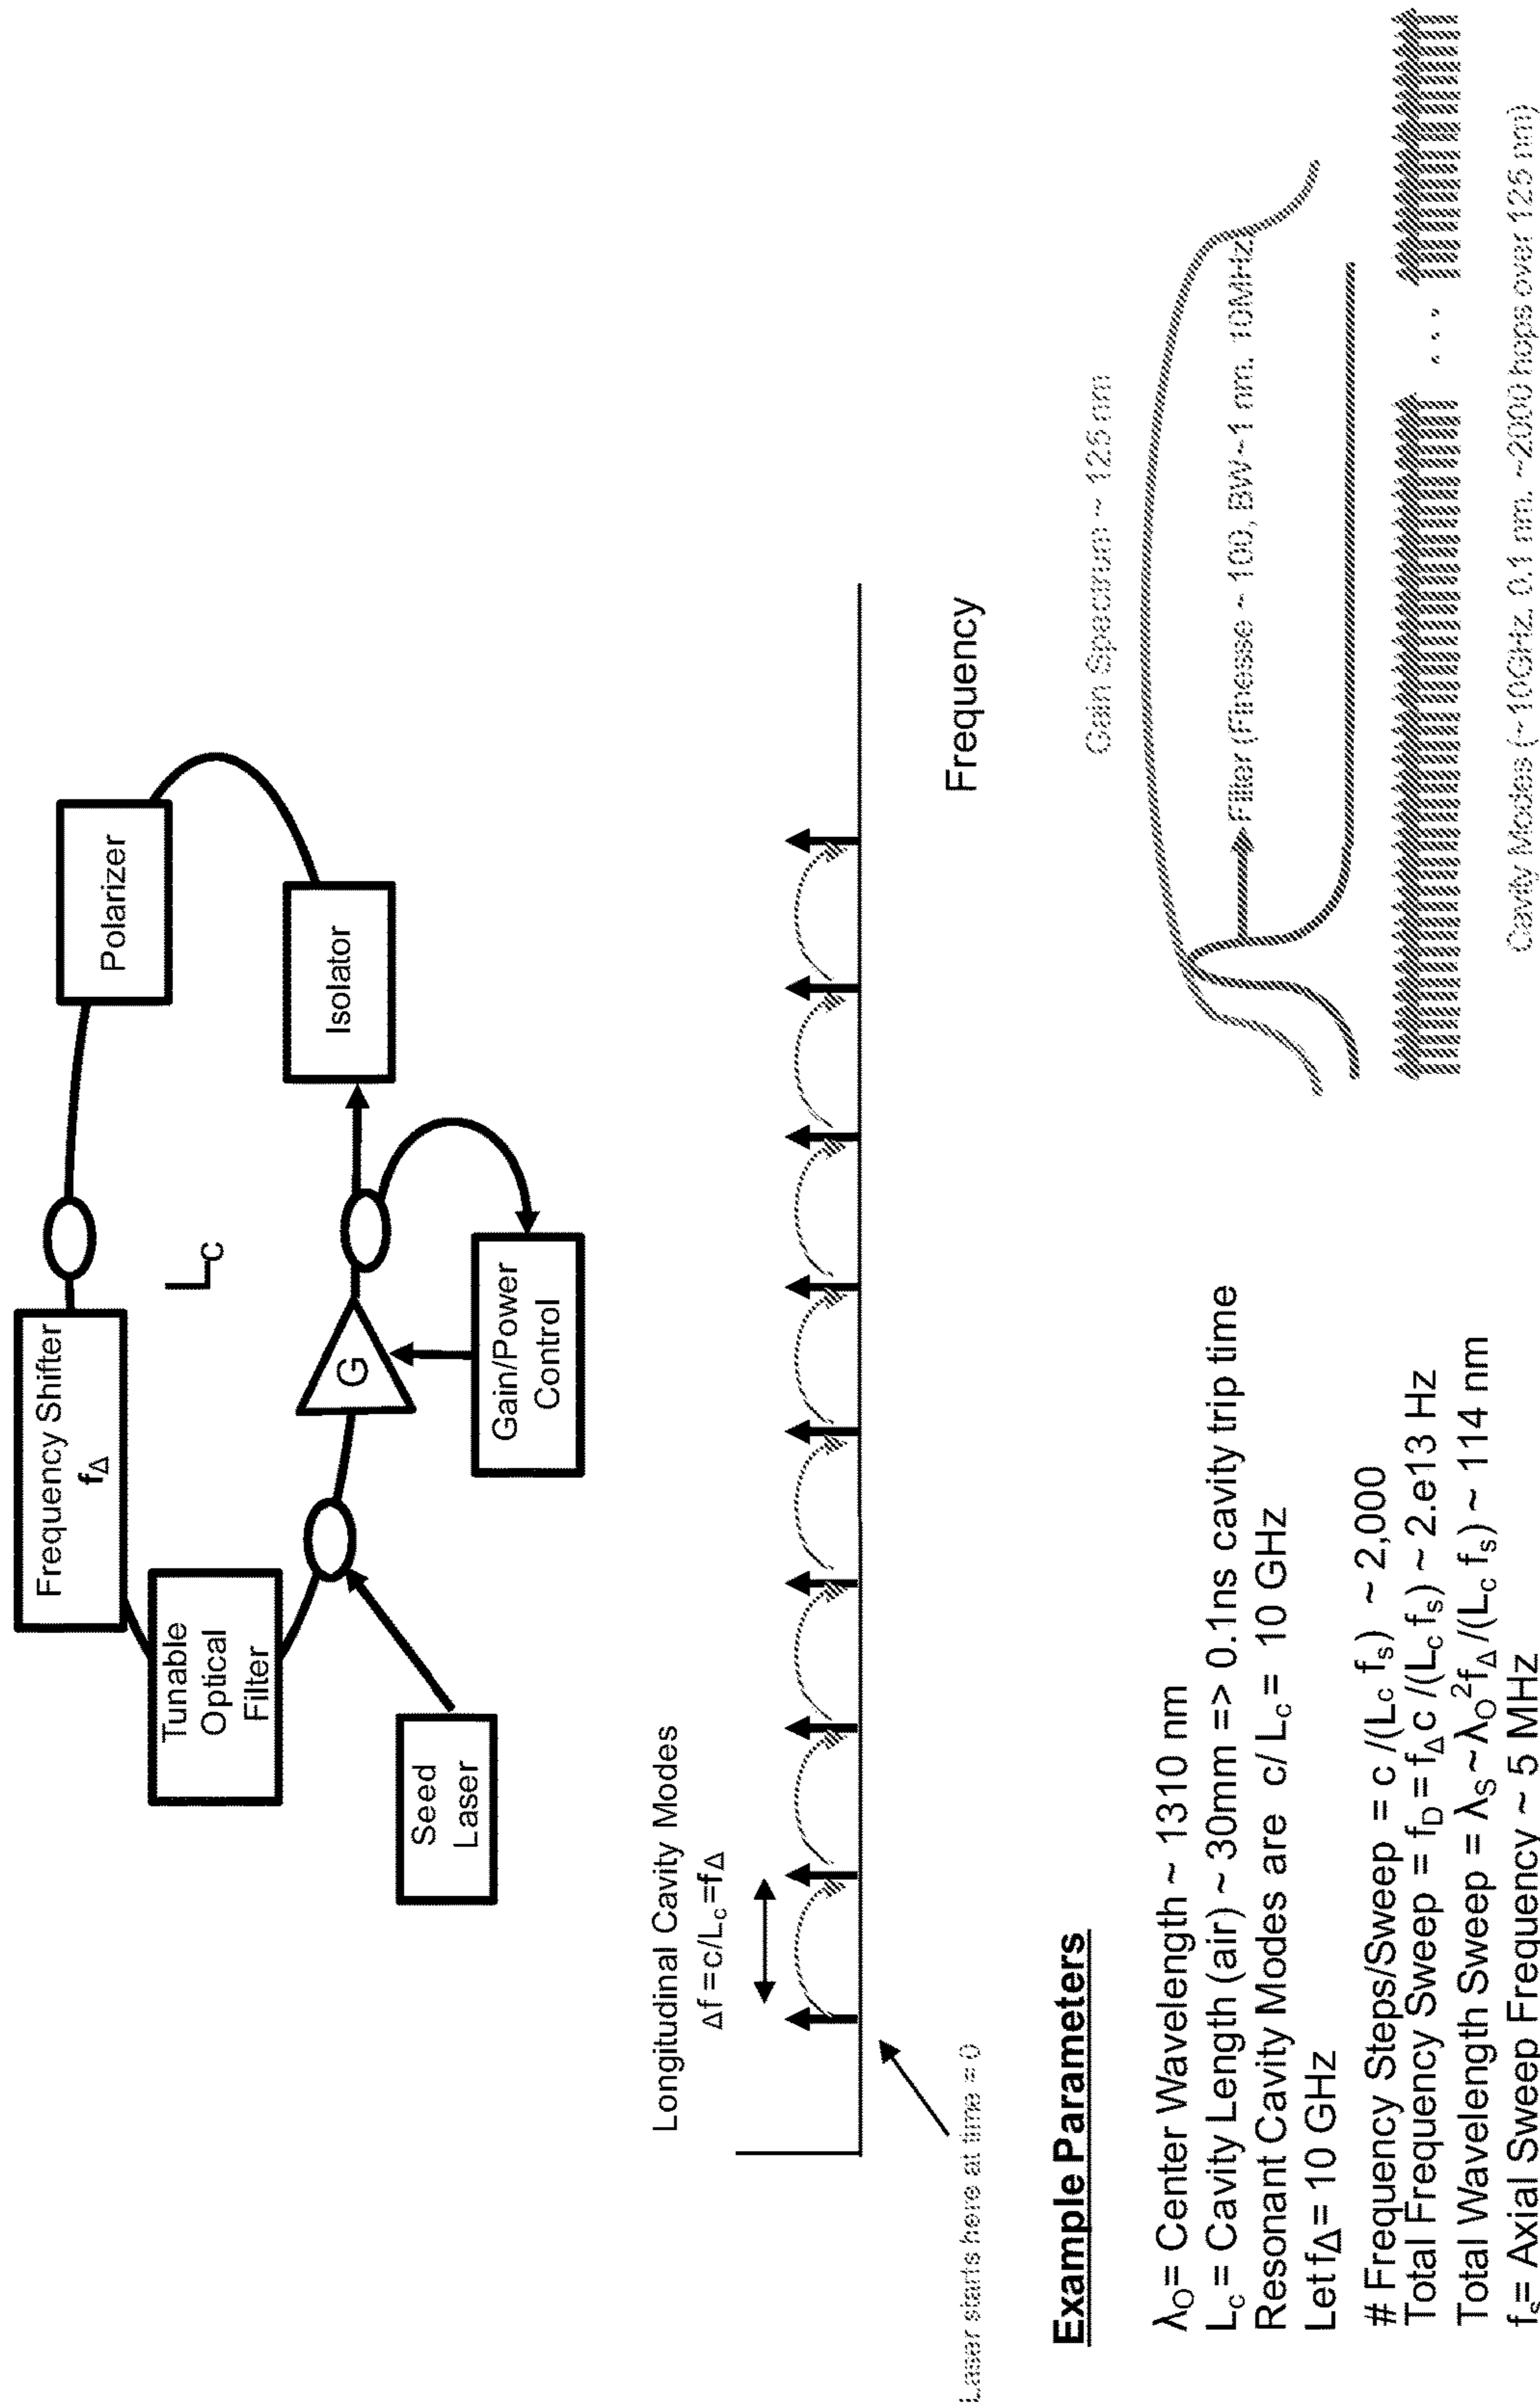 Frequency Shifter
fΔ
Polarizer
Tunable
Optical
Filter
L_C
Isolator
G
Seed
Laser
Gain/Power
Control
Longitudinal Cavity Modes
Δf = c/L_c = f_Δ
Frequency
Laser starts here at time = 0
Example Parameters
λ_O = Center Wavelength ~ 1310 nm
L_c = Cavity Length (air) ~ 30mm => 0.1ns cavity trip time
Resonant Cavity Modes are c/ L_c = 10 GHz
Let f_Δ = 10 GHz
# Frequency Steps/Sweep = c /(L_c f_s) ~ 2,000
Total Frequency Sweep = f_D = f_Δ c /(L_c f_s) ~ 2.e13 Hz
Total Wavelength Sweep = λ_S ~ λ_O² f_Δ /(L_c f_s) ~ 114 nm
f_s = Axial Sweep Frequency ~ 5 MHz
Gain Spectrum ~ 125 nm
Filter (Finesse ~ 100, BW~1 nm. 10MHz
...
Cavity Modes (~10GHz. 0.1 nm. ~2000 hops over 125 nm)